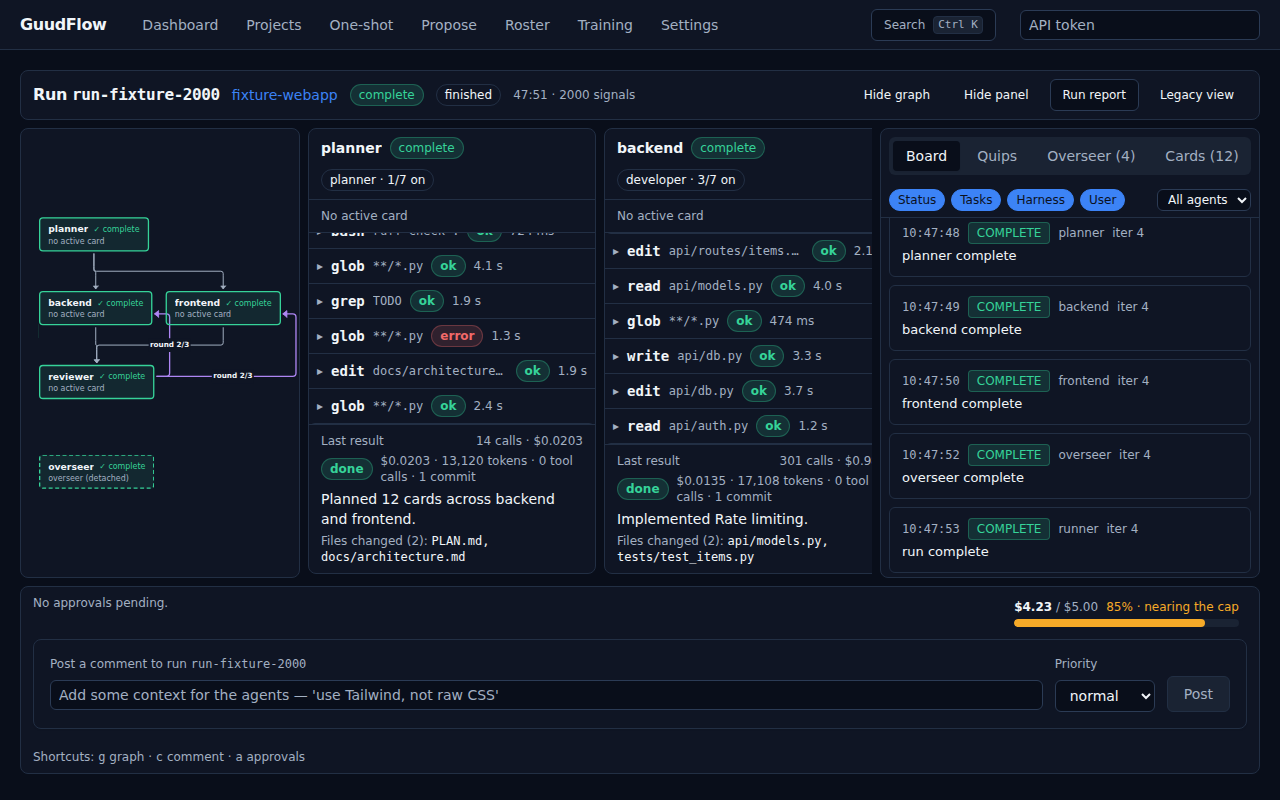 GuudFlow Dashboard Projects One-shot Propose Roster Training Settings Search Ctrl K API token
Run run-fixture-2000 fixture-webapp complete finished 47:51 · 2000 signals Hide graph Hide panel Run report Legacy view
planner ✓ complete
no active card
backend ✓ complete
no active card
frontend ✓ complete
no active card
round 2/3
reviewer ✓ complete
no active card
round 2/3
overseer ✓ complete
overseer (detached)
planner complete
planner · 1/7 on
No active card
▸ glob **/*.py ok 4.1 s
▸ grep TODO ok 1.9 s
▸ glob **/*.py error 1.3 s
▸ edit docs/architecture… ok 1.9 s
▸ glob **/*.py ok 2.4 s
Last result 14 calls · $0.0203
done $0.0203 · 13,120 tokens · 0 tool
calls · 1 commit
Planned 12 cards across backend
and frontend.
Files changed (2): PLAN.md,
docs/architecture.md
backend complete
developer · 3/7 on
No active card
▸ edit api/routes/items.… ok 2.1
▸ read api/models.py ok 4.0 s
▸ glob **/*.py ok 474 ms
▸ write api/db.py ok 3.3 s
▸ edit api/db.py ok 3.7 s
▸ read api/auth.py ok 1.2 s
Last result 301 calls · $0.9
done $0.0135 · 17,108 tokens · 0 tool
calls · 1 commit
Implemented Rate limiting.
Files changed (2): api/models.py,
tests/test_items.py
Board Quips Overseer (4) Cards (12)
Status Tasks Harness User All agents
10:47:48 COMPLETE planner iter 4
planner complete
10:47:49 COMPLETE backend iter 4
backend complete
10:47:50 COMPLETE frontend iter 4
frontend complete
10:47:52 COMPLETE overseer iter 4
overseer complete
10:47:53 COMPLETE runner iter 4
run complete
No approvals pending.
$4.23 / $5.00 85% · nearing the cap
Post a comment to run run-fixture-2000
Priority
Add some context for the agents — 'use Tailwind, not raw CSS'
normal
Post
Shortcuts: g graph · c comment · a approvals